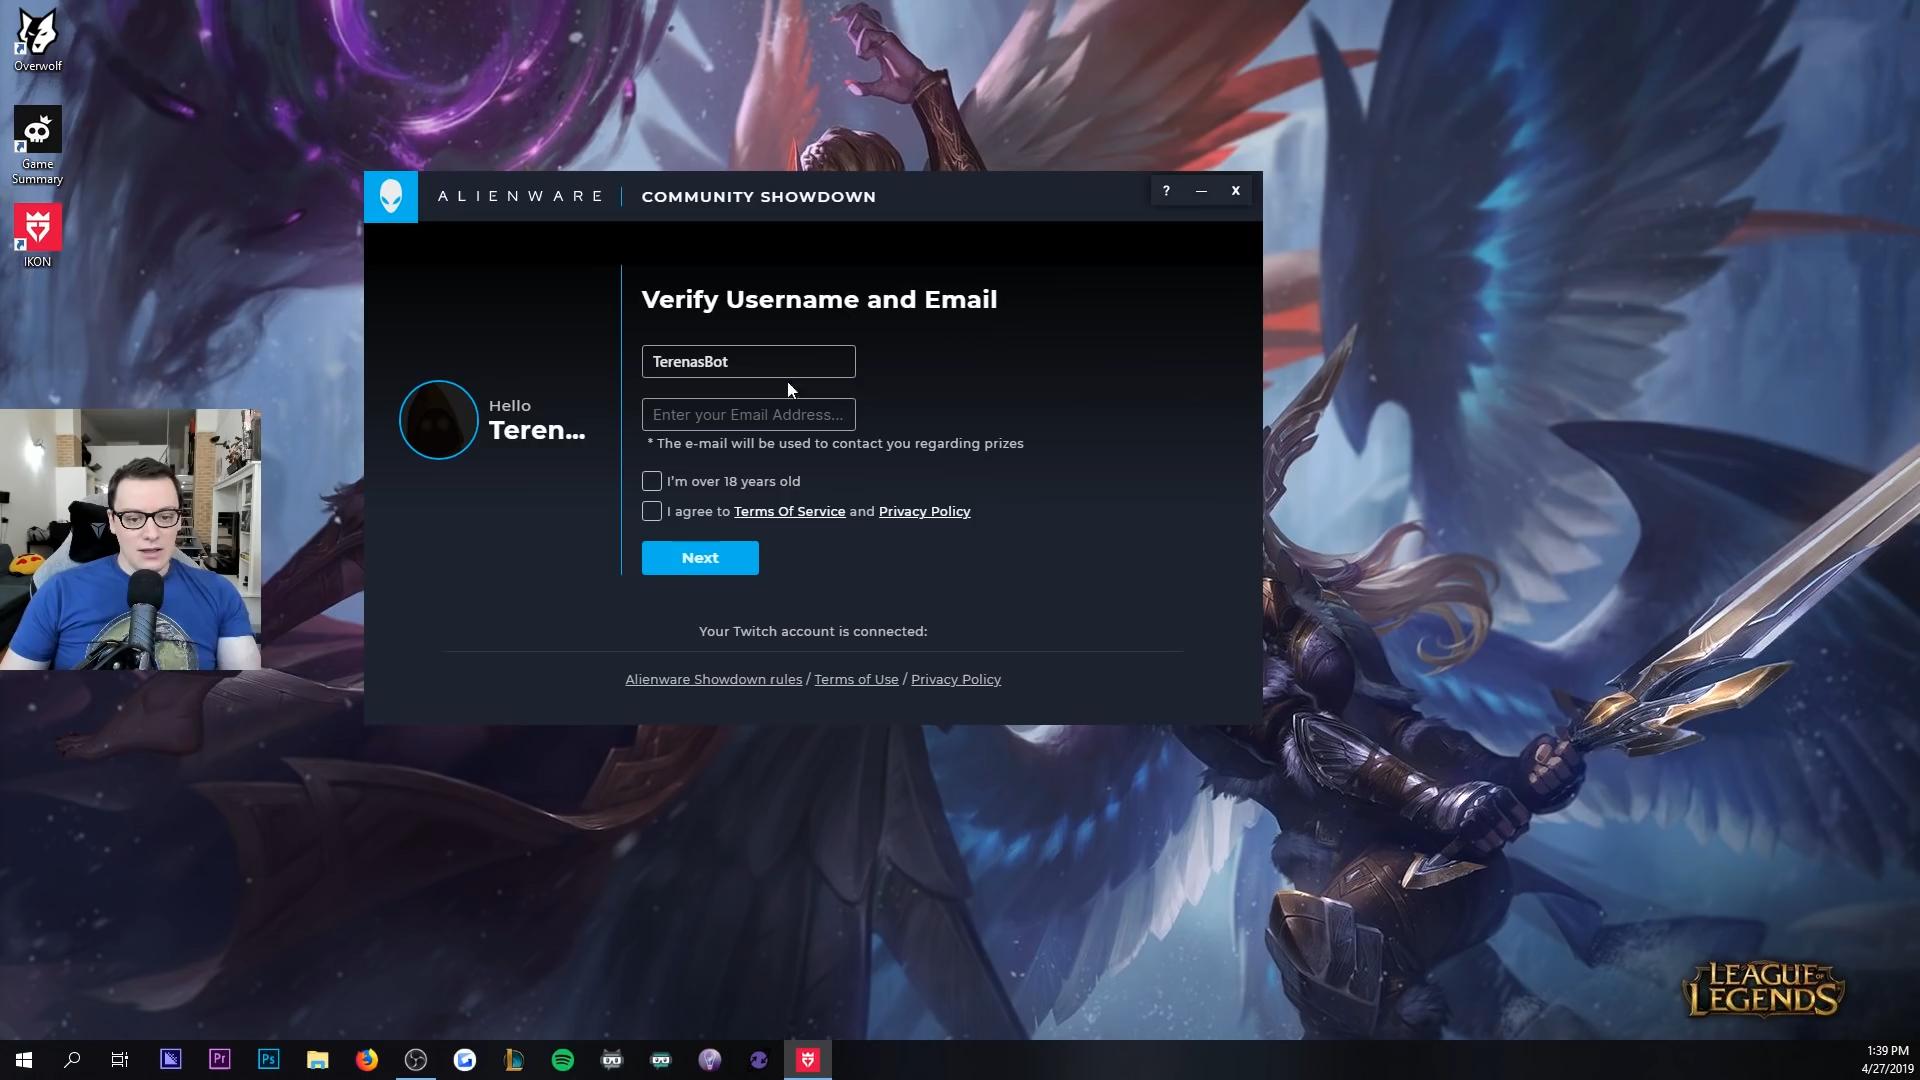 Overwolf
Game
Summary
IKON
ALIENWARE
COMMUNITY SHOWDOWN
?
X
Verify Username and Email
TerenasBot
Hello
Teren...
Enter your Email Address...
* The e-mail will be used to contact you regarding prizes
I'm over 18 years old
I agree to Terms Of Service and Privacy Policy
Next
Your Twitch account is connected:
Alienware Showdown rules / Terms of Use / Privacy Policy
LEAGUE OF
LEGENDS
Pr
Ps
1:39 PM
4/27/2019